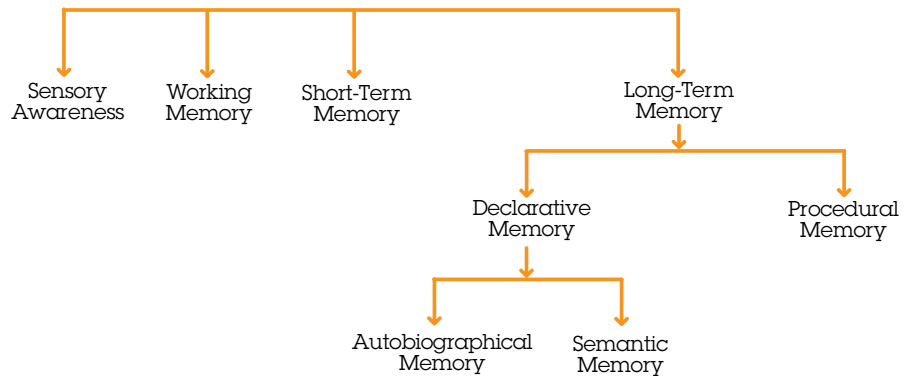 Sensory
Awareness
Working
Memory
Short-Term
Memory
Long-Term
Memory
Declarative
Memory
Procedural
Memory
Autobiographical
Memory
Semantic
Memory